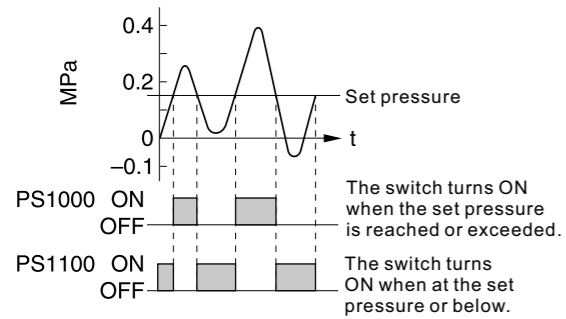 0.4
0.2
0
–0.1
MPa
Set pressure
t
PS1000 ON
OFF
The switch turns ON
when the set pressure
is reached or exceeded.
PS1100 ON
OFF
The switch turns
ON when at the set
pressure or below.